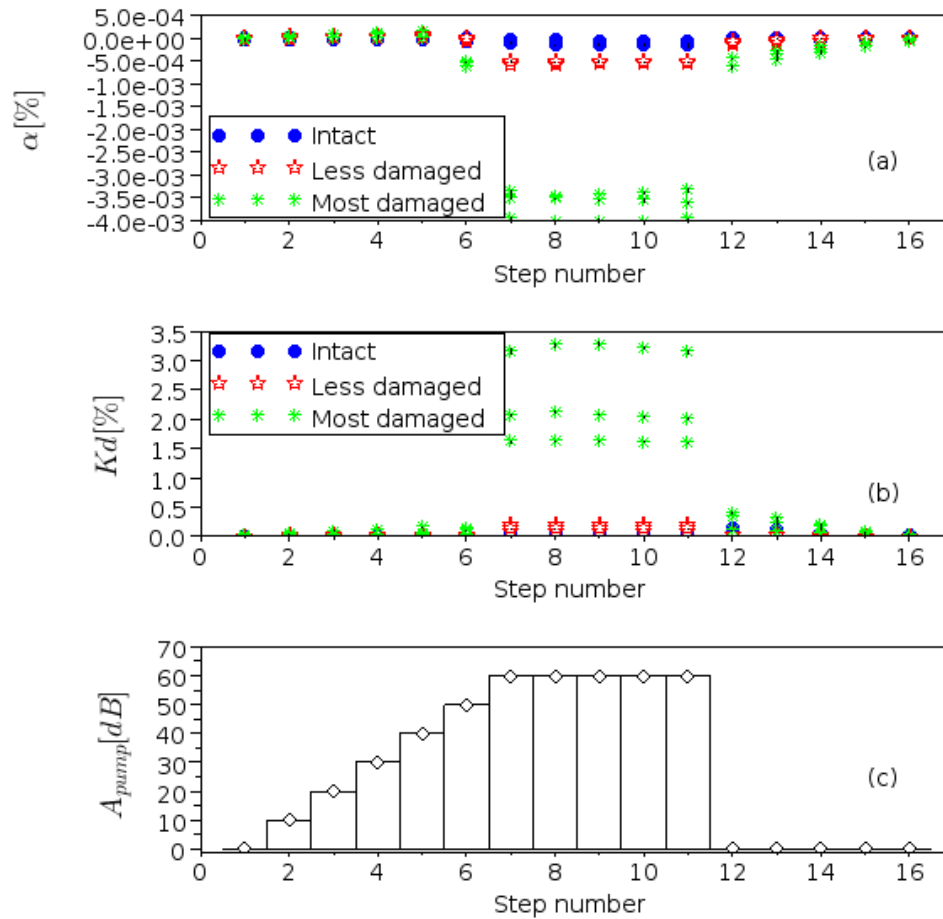 5.0e-04
0.0e+00
-5.0e-04
-1.0e-03
-1.5e-03
-2.0e-03
-2.5e-03
-3.0e-03
-3.5e-03
-4.0e-03
α[%]
Intact
Less damaged
Most damaged
(a)
0 2 4 6 8 10 12 14 16
Step number
3.5
3.0
2.5
2.0
1.5
1.0
0.5
0.0
Kd[%]
Intact
Less damaged
Most damaged
(b)
0 2 4 6 8 10 12 14 16
Step number
70
60
50
40
30
20
10
0
A_pump[dB]
(c)
0 2 4 6 8 10 12 14 16
Step number